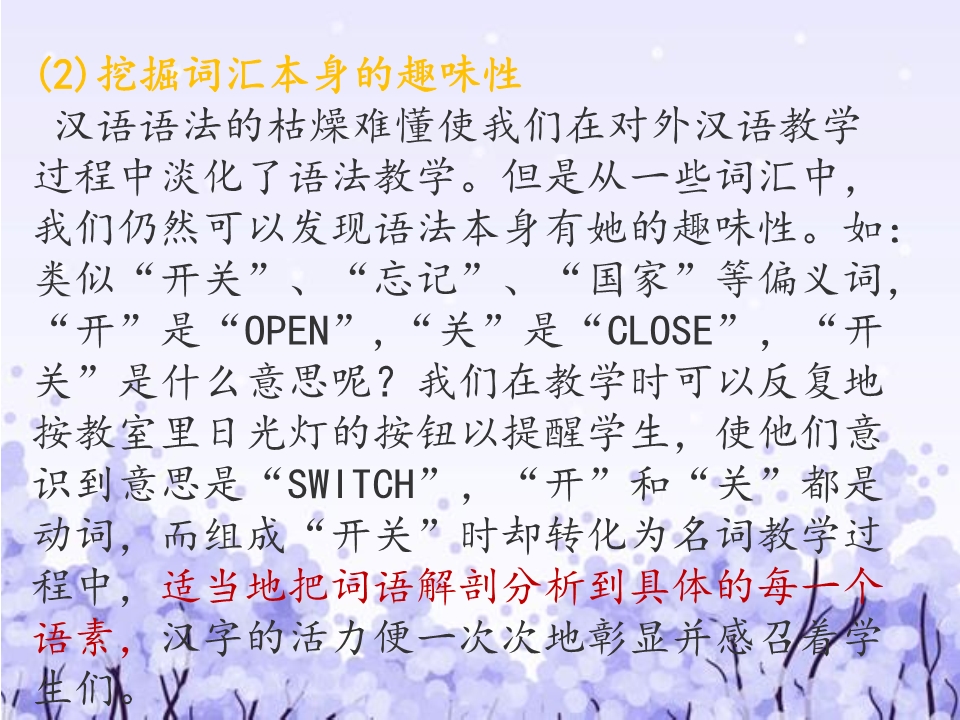 (2)挖掘词汇本身的趣味性
汉语语法的枯燥难懂使我们在对外汉语教学
过程中淡化了语法教学。但是从一些词汇中，
我们仍然可以发现语法本身有她的趣味性。如：
类似“开关”、“忘记”、“国家”等偏义词，
“开”是“OPEN”，“关”是“CLOSE”，“开
关”是什么意思呢？我们在教学时可以反复地
按教室里日光灯的按钮以提醒学生，使他们意
识到意思是“SWITCH”，“开”和“关”都是
动词，而组成“开关”时却转化为名词教学过
程中，适当地把词语解剖分析到具体的每一个
语素，汉字的活力便一次次地彰显并感召着学
生们。